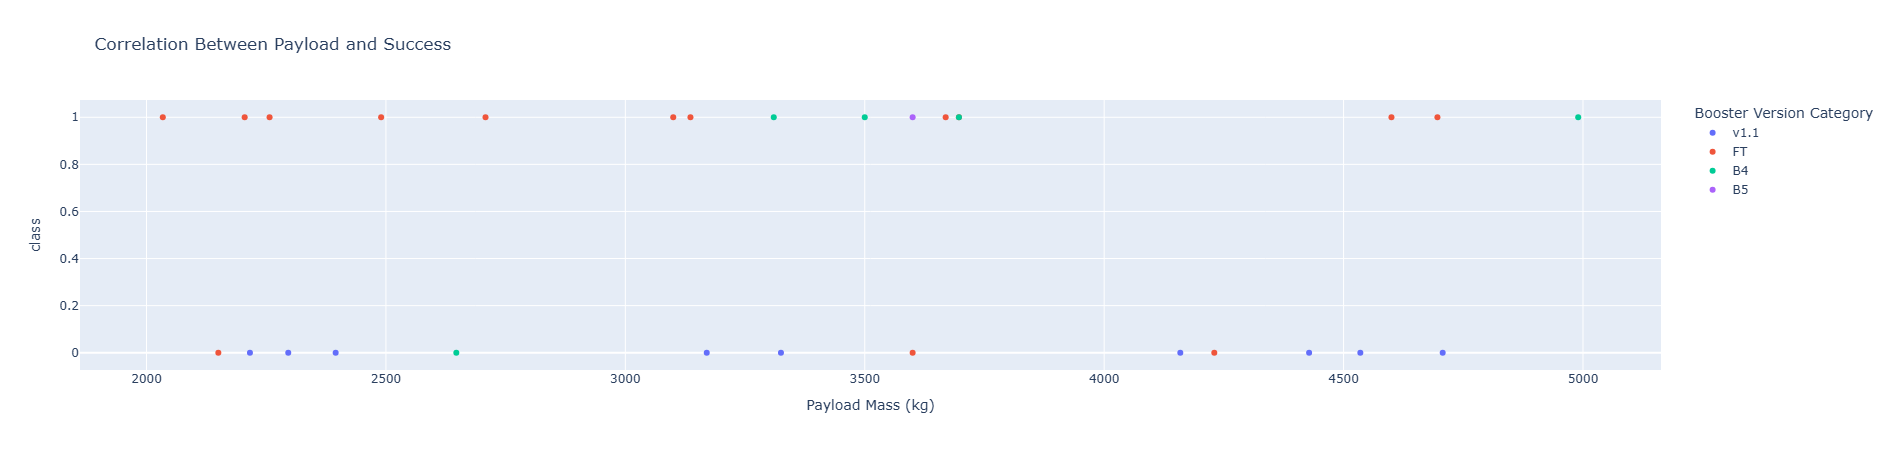 Correlation Between Payload and Success
Booster Version Category
v1.1
FT
B4
B5
class
1
0.8
0.6
0.4
0.2
0
2000 2500 3000 3500 4000 4500 5000
Payload Mass (kg)